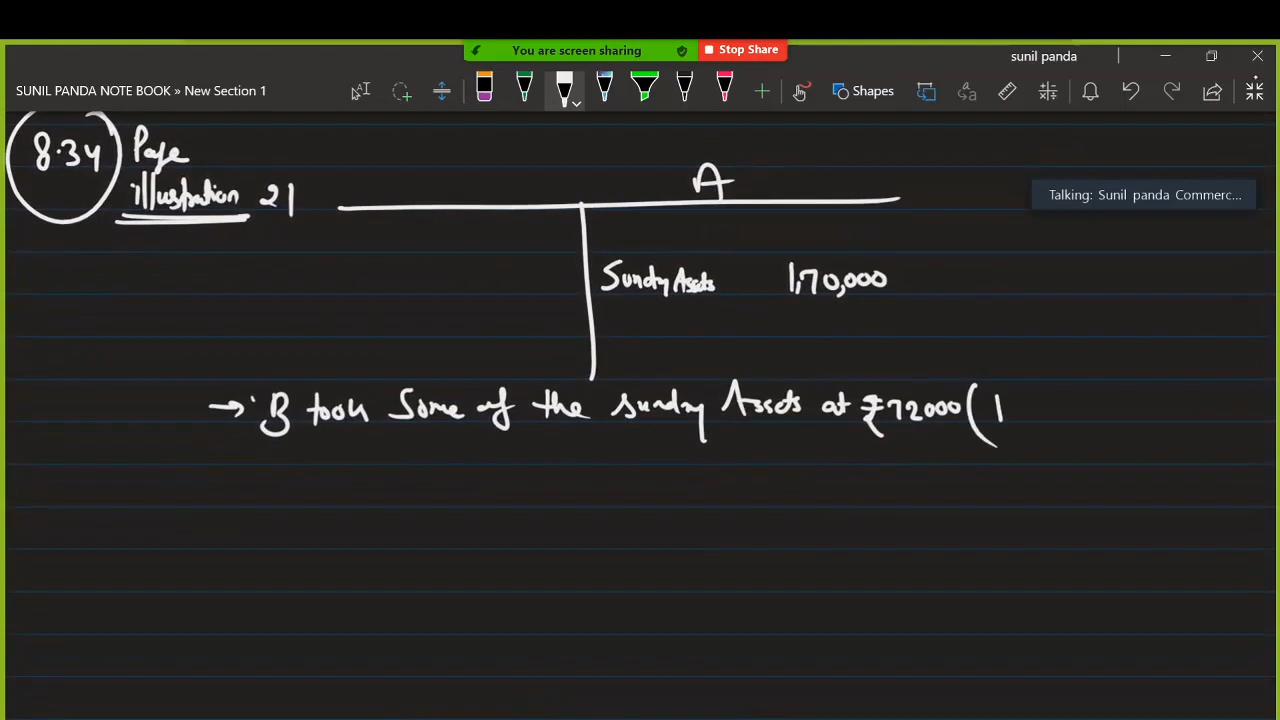 You are screen sharing
Stop Share
sunil panda
SUNIL PANDA NOTE BOOK » New Section 1
Shapes
8.34 Page
illustration 21
A
Talking: Sunil panda Commerc...
Sundry Assets 1,70,000
→ B took Some of the sundry Assets at ₹72000 ( 1